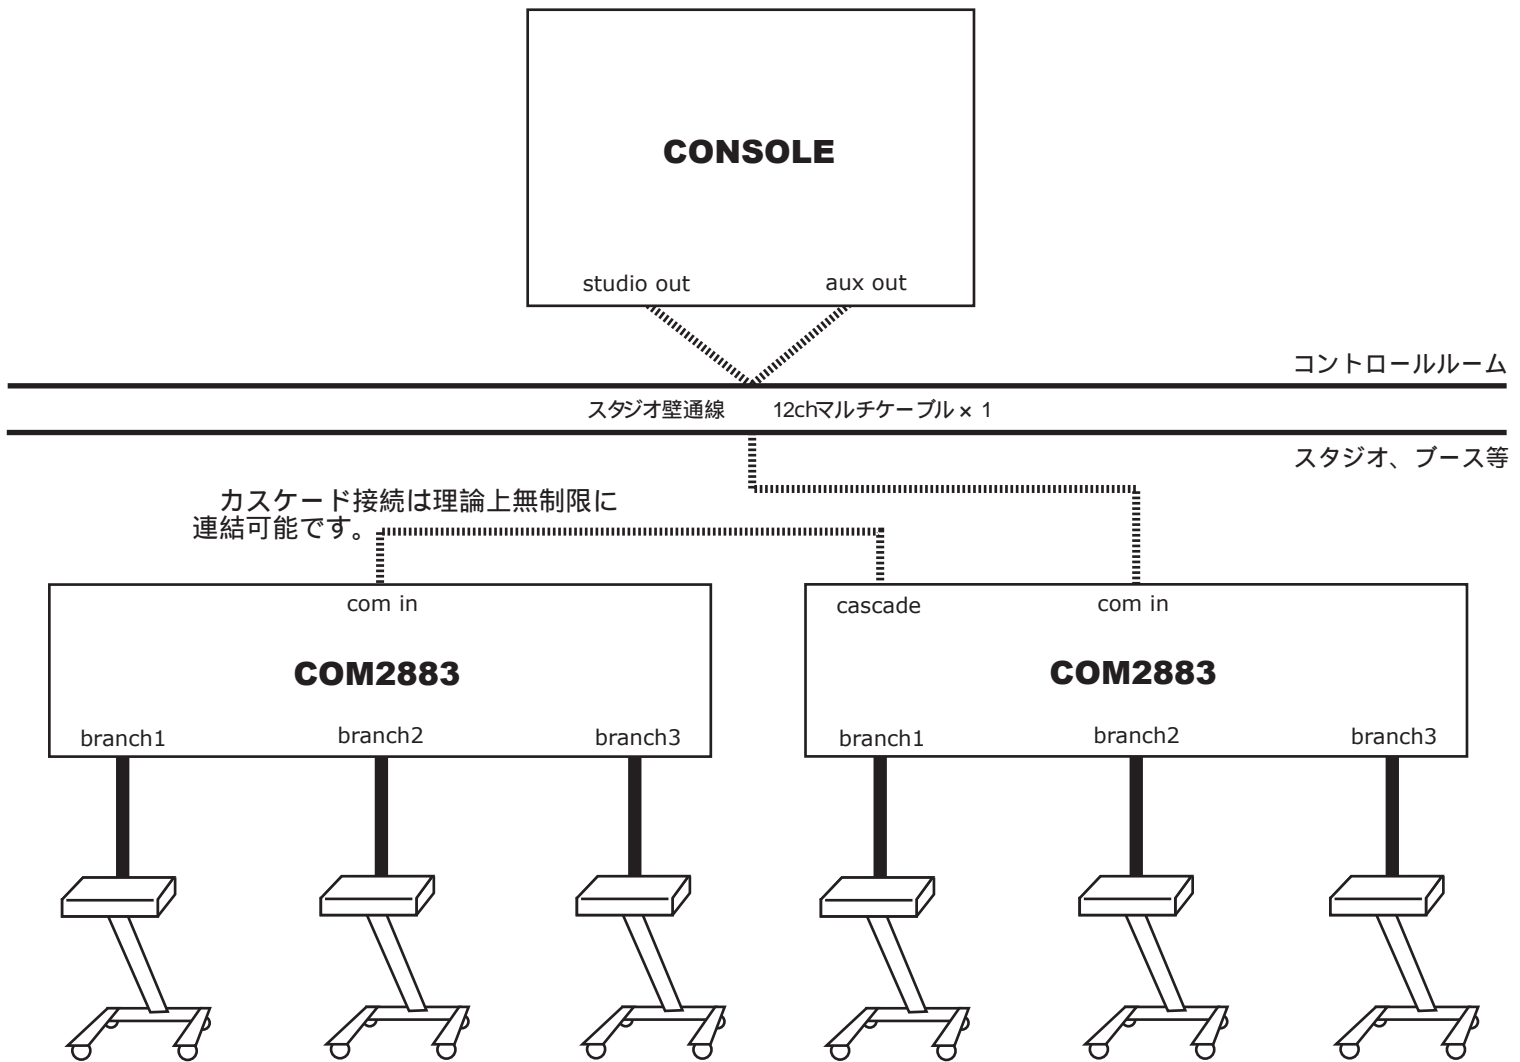 CONSOLE
studio out
aux out
コントロールルーム
スタジオ壁通線 12chマルチケーブル × 1
スタジオ、ブース等
カスケード接続は理論上無制限に
連結可能です。
com in
COM2883
branch1
branch2
branch3
cascade
com in
COM2883
branch1
branch2
branch3